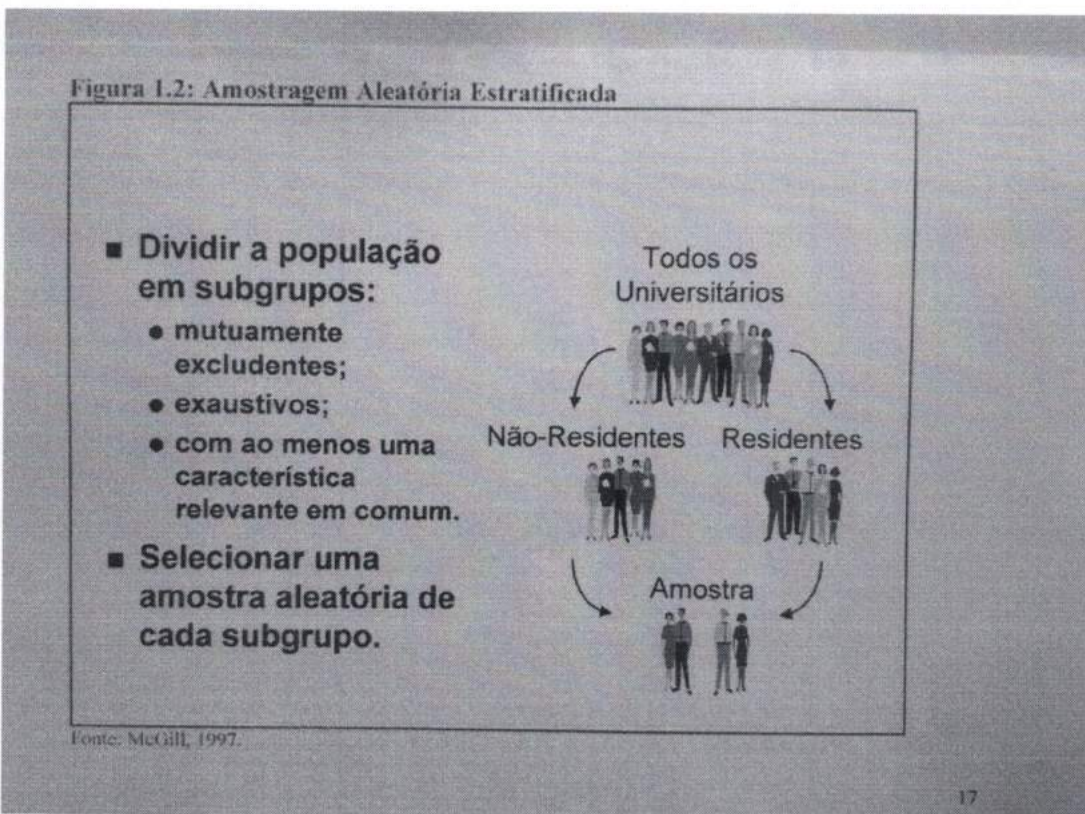 Figura 1.2: Amostragem Aleatória Estratificada
■ Dividir a população
em subgrupos:
● mutuamente
excludentes;
● exaustivos;
● com ao menos uma
característica
relevante em comum.
■ Selecionar uma
amostra aleatória de
cada subgrupo.
Todos os
Universitários
Não-Residentes
Residentes
Amostra
Fonte: McGill, 1997.
17